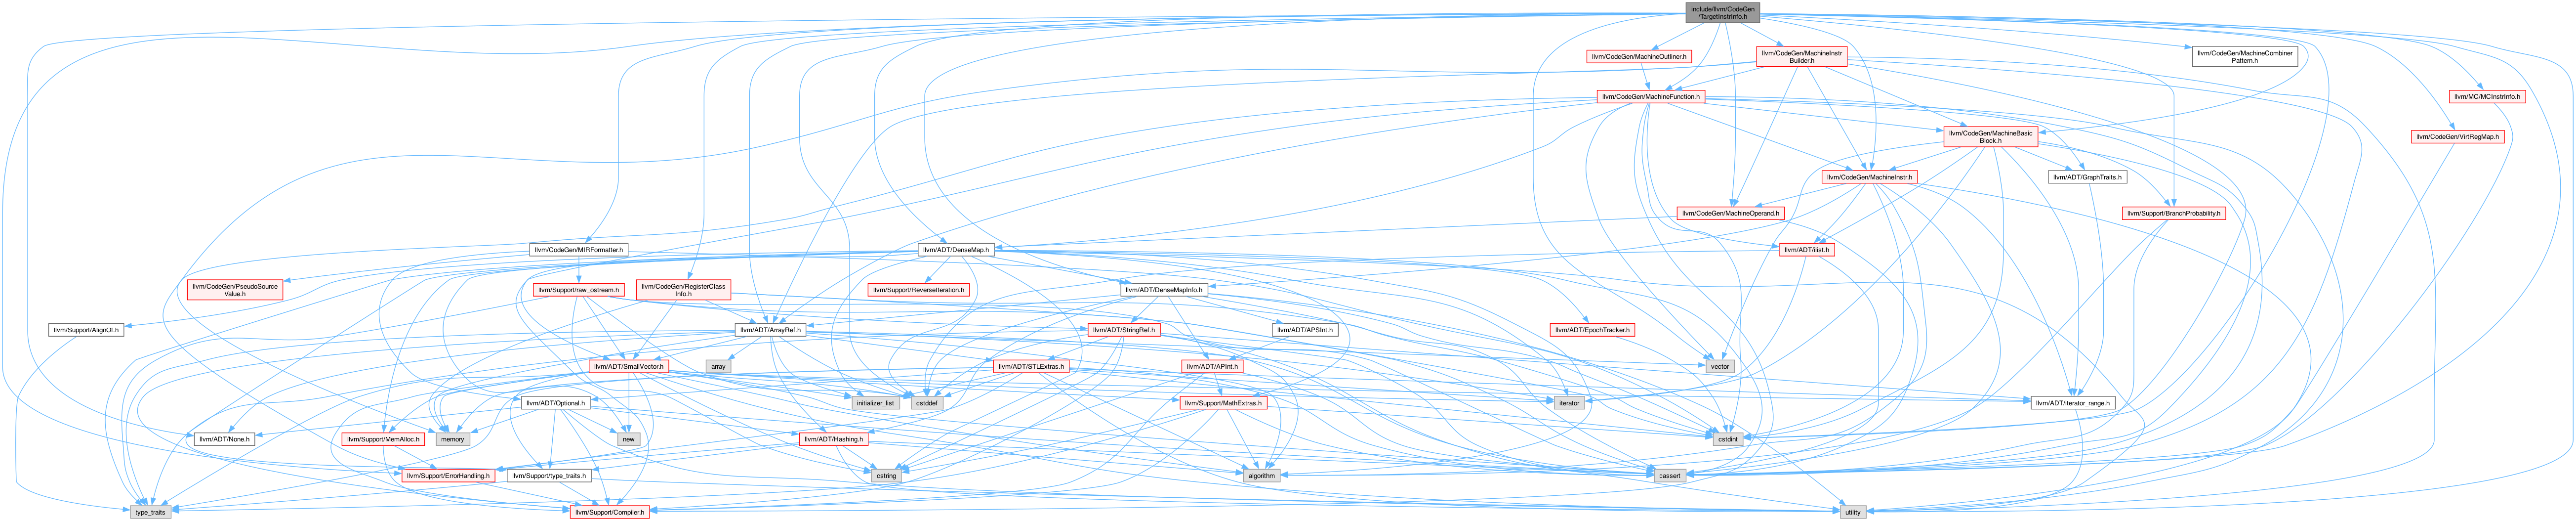 include/llvm/CodeGen
/TargetInstrInfo.h
llvm/CodeGen/MachineOutliner.h
llvm/CodeGen/MachineInstr
Builder.h
llvm/CodeGen/MachineCombiner
Pattern.h
llvm/CodeGen/MachineFunction.h
llvm/MC/MCInstrInfo.h
llvm/CodeGen/MachineBasic
Block.h
llvm/CodeGen/VirtRegMap.h
llvm/CodeGen/MachineInstr.h
llvm/ADT/GraphTraits.h
llvm/CodeGen/MachineOperand.h
llvm/Support/BranchProbability.h
llvm/CodeGen/MIRFormatter.h
llvm/ADT/DenseMap.h
llvm/ADT/ilist.h
llvm/CodeGen/PseudoSource
Value.h
llvm/Support/raw_ostream.h
llvm/CodeGen/RegisterClass
Info.h
llvm/Support/ReverseIteration.h
llvm/ADT/DenseMapInfo.h
llvm/Support/AlignOf.h
llvm/ADT/ArrayRef.h
llvm/ADT/StringRef.h
llvm/ADT/APSInt.h
llvm/ADT/EpochTracker.h
array
llvm/ADT/SmallVector.h
llvm/ADT/STLExtras.h
llvm/ADT/APInt.h
vector
llvm/ADT/Optional.h
initializer_list
cstddef
llvm/Support/MathExtras.h
iterator
llvm/ADT/iterator_range.h
llvm/ADT/None.h
llvm/Support/MemAlloc.h
memory
new
llvm/ADT/Hashing.h
cstdint
llvm/Support/ErrorHandling.h
llvm/Support/type_traits.h
cstring
algorithm
cassert
type_traits
llvm/Support/Compiler.h
utility